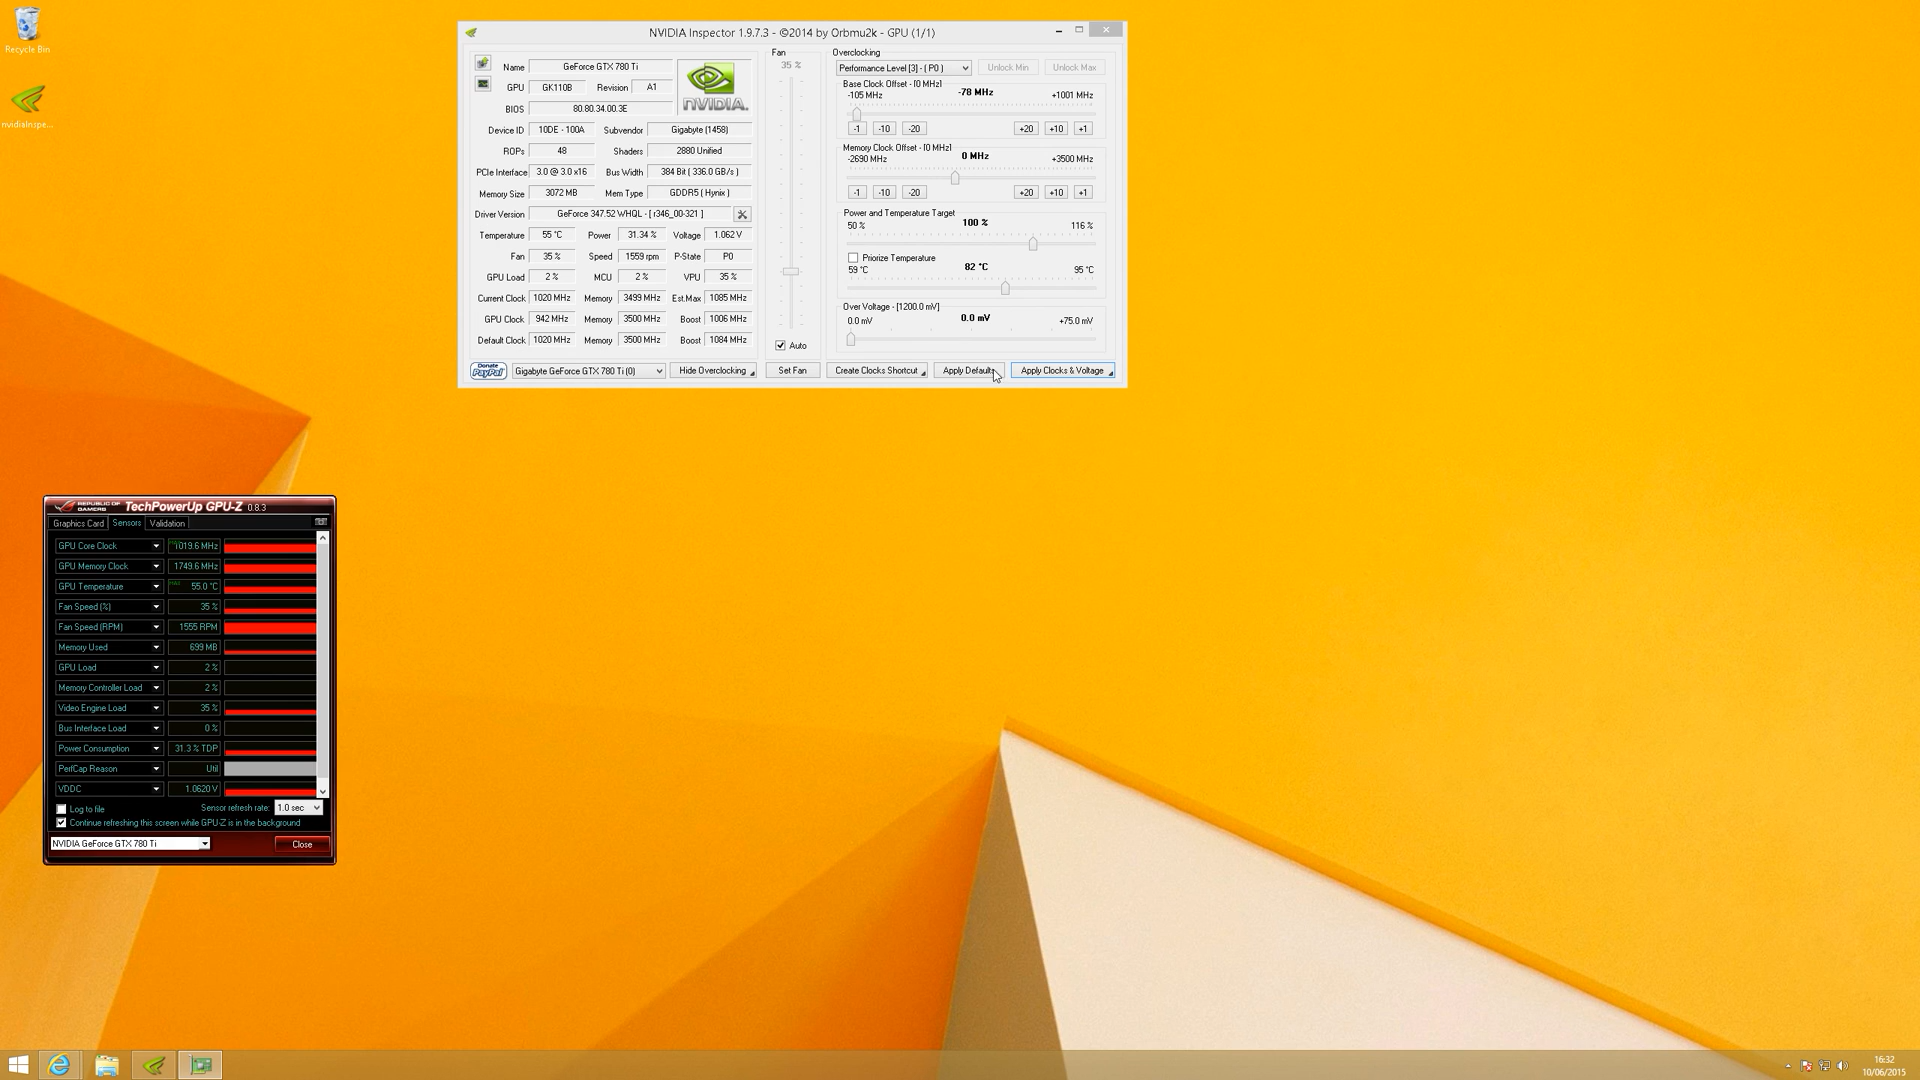 Recycle Bin
nvidiaInspe...
NVIDIA Inspector 1.9.7.3 - ©2014 by Orbmu2k - GPU (1/1)
Name GeForce GTX 780 Ti
NVIDIA.
GPU GK110B Revision A1
BIOS 80.80.34.00.3E
Device ID 10DE - 100A Subvendor Gigabyte (1458)
ROPs 48 Shaders 2880 Unified
PCIe Interface 3.0 @ 3.0 x16 Bus Width 384 Bit ( 336.0 GB/s )
Memory Size 3072 MB Mem Type GDDR5 ( Hynix )
Driver Version GeForce 347.52 WHQL - [ r346_00-321 ]
Temperature 55 °C Power 31.34 % Voltage 1.062 V
Fan 35 % Speed 1559 rpm P-State P0
GPU Load 2 % MCU 2 % VPU 35 %
Current Clock 1020 MHz Memory 3499 MHz Est.Max 1085 MHz
GPU Clock 942 MHz Memory 3500 MHz Boost 1006 MHz
Default Clock 1020 MHz Memory 3500 MHz Boost 1084 MHz
Donate PayPal Gigabyte GeForce GTX 780 Ti (0) Hide Overclocking
Fan
35 %
Auto
Set Fan
Overclocking
Performance Level [3] - ( P0 ) Unlock Min Unlock Max
Base Clock Offset - [0 MHz]
-105 MHz -78 MHz +1001 MHz
-1 -10 -20 +20 +10 +1
Memory Clock Offset - [0 MHz]
-2690 MHz 0 MHz +3500 MHz
-1 -10 -20 +20 +10 +1
Power and Temperature Target
50 % 100 % 116 %
Priorize Temperature
59 °C 82 °C 95 °C
Over Voltage - [1200.0 mV]
0.0 mV 0.0 mV +75.0 mV
Create Clocks Shortcut Apply Defaults Apply Clocks & Voltage
REPUBLIC OF GAMERS TechPowerUp GPU-Z 0.8.3
Graphics Card Sensors Validation
GPU Core Clock 1019.6 MHz
GPU Memory Clock 1749.6 MHz
GPU Temperature 55.0 °C
Fan Speed (%) 35 %
Fan Speed (RPM) 1555 RPM
Memory Used 699 MB
GPU Load 2 %
Memory Controller Load 2 %
Video Engine Load 35 %
Bus Interface Load 0 %
Power Consumption 31.3 % TDP
PerfCap Reason Util
VDDC 1.0620 V
Log to file Sensor refresh rate: 1.0 sec
Continue refreshing this screen while GPU-Z is in the background
NVIDIA GeForce GTX 780 Ti Close
16:32
10/06/2015